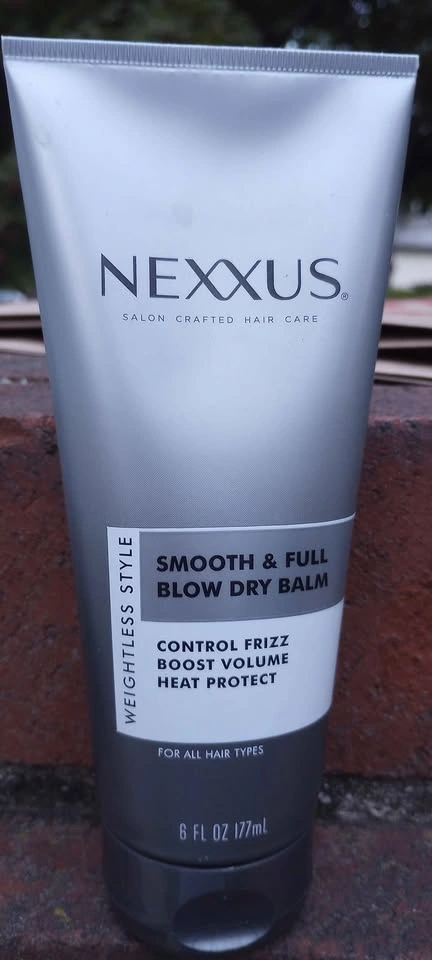 NEXXUS®
SALON CRAFTED HAIR CARE
WEIGHTLESS STYLE
SMOOTH & FULL
BLOW DRY BALM
CONTROL FRIZZ
BOOST VOLUME
HEAT PROTECT
FOR ALL HAIR TYPES
6 FL OZ 177mL